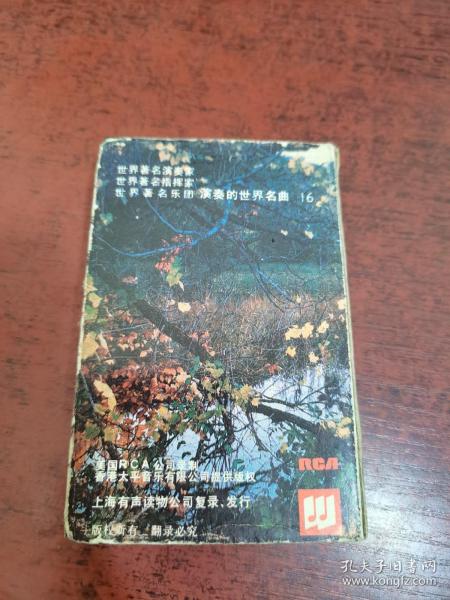 世界著名演奏家
世界著名指挥家
世界著名乐团 演奏的世界名曲 16
美国RCA公司录制
香港太平音乐有限公司提供版权
上海有声读物公司复录、发行
版权所有 翻录必究
RCA
孔夫子旧书网
www.kongfz.com